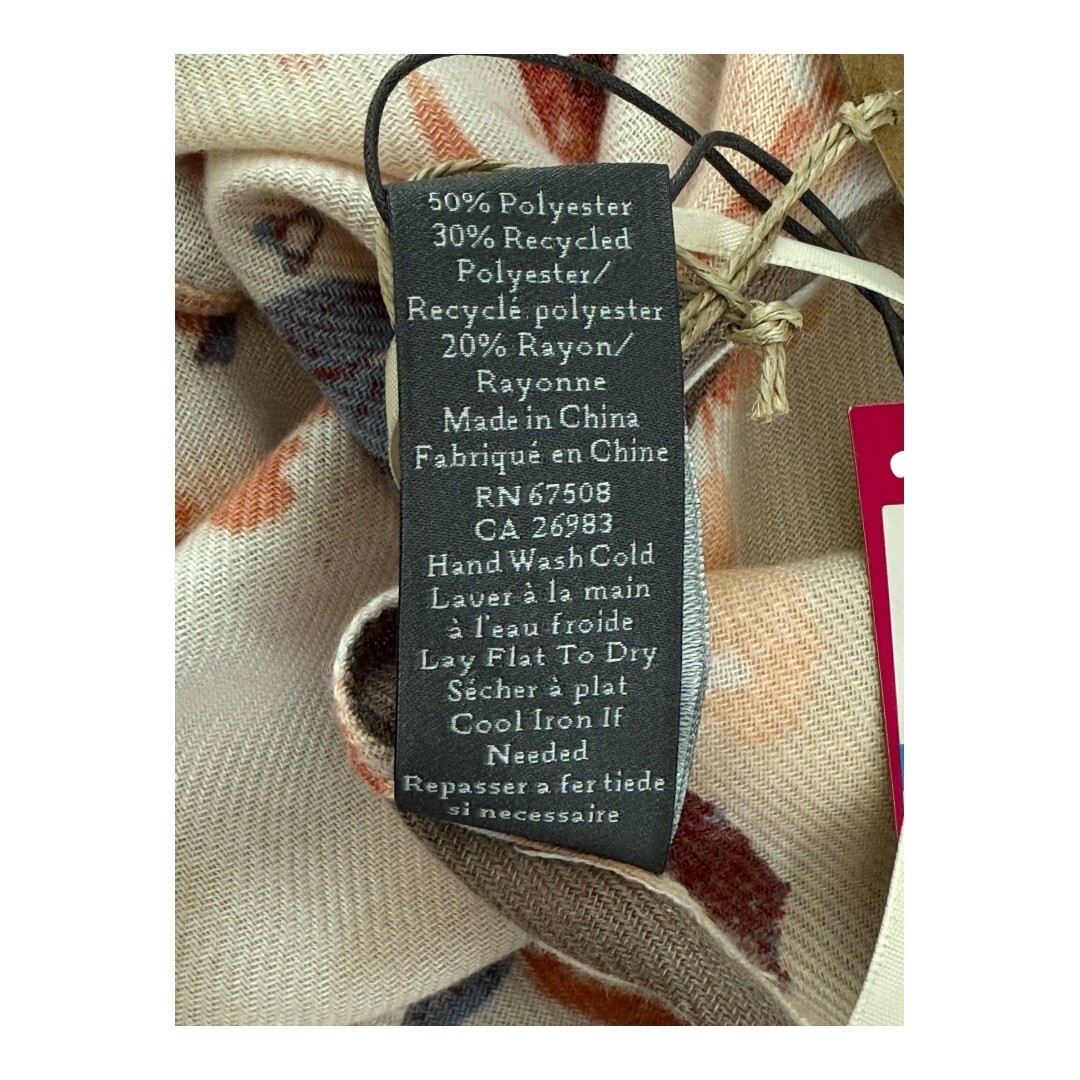 50% Polyester
30% Recycled
Polyester/
Recyclé polyester
20% Rayon/
Rayonne
Made in China
Fabriqué en Chine
RN 67508
CA 26983
Hand Wash Cold
Laver à la main
à l'eau froide
Lay Flat To Dry
Sécher à plat
Cool Iron If
Needed
Repasser a fer tiede
si necessaire